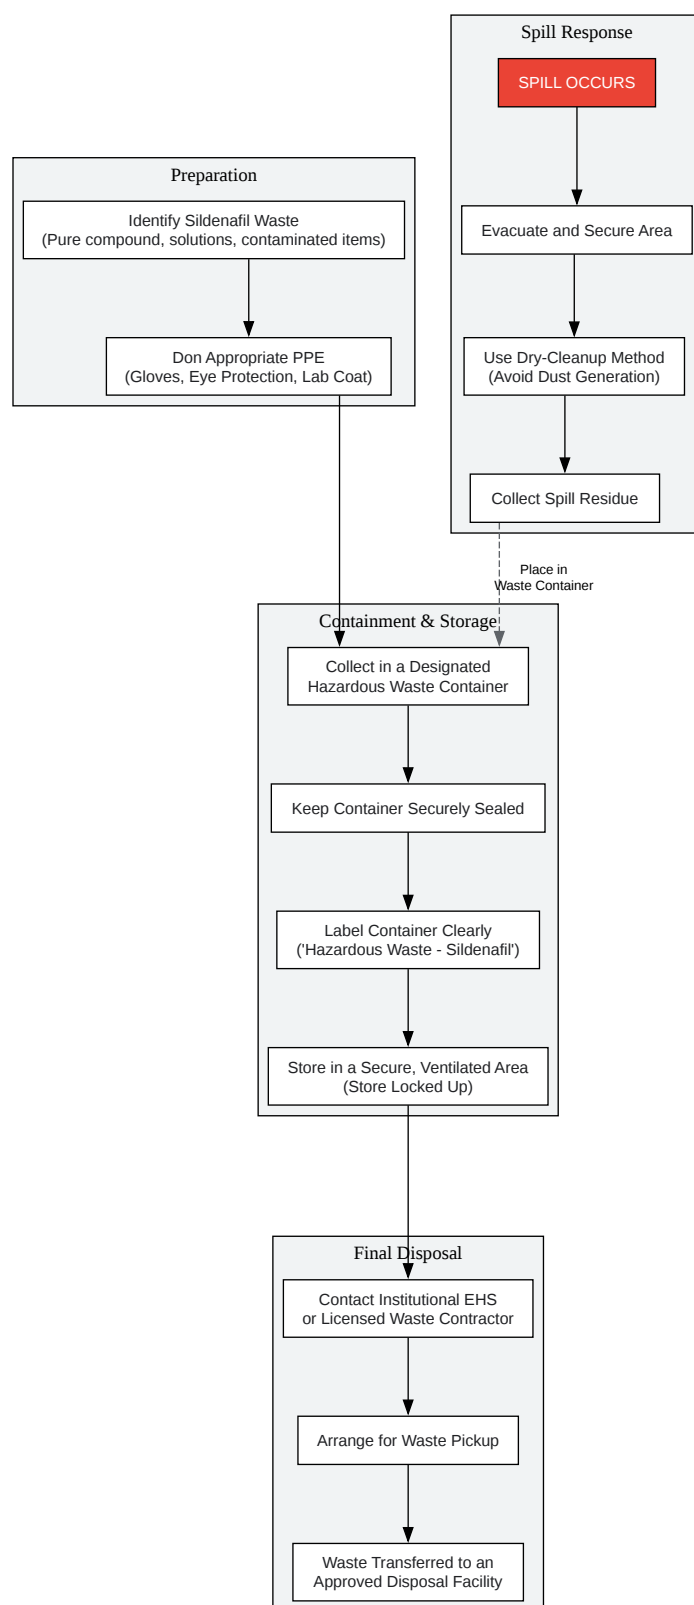 Spill Response
SPILL OCCURS
Evacuate and Secure Area
Use Dry-Cleanup Method
(Avoid Dust Generation)
Collect Spill Residue
Place in
Waste Container
Preparation
Identify Sildenafil Waste
(Pure compound, solutions, contaminated items)
Don Appropriate PPE
(Gloves, Eye Protection, Lab Coat)
Containment & Storage
Collect in a Designated
Hazardous Waste Container
Keep Container Securely Sealed
Label Container Clearly
('Hazardous Waste - Sildenafil')
Store in a Secure, Ventilated Area
(Store Locked Up)
Final Disposal
Contact Institutional EHS
or Licensed Waste Contractor
Arrange for Waste Pickup
Waste Transferred to an
Approved Disposal Facility